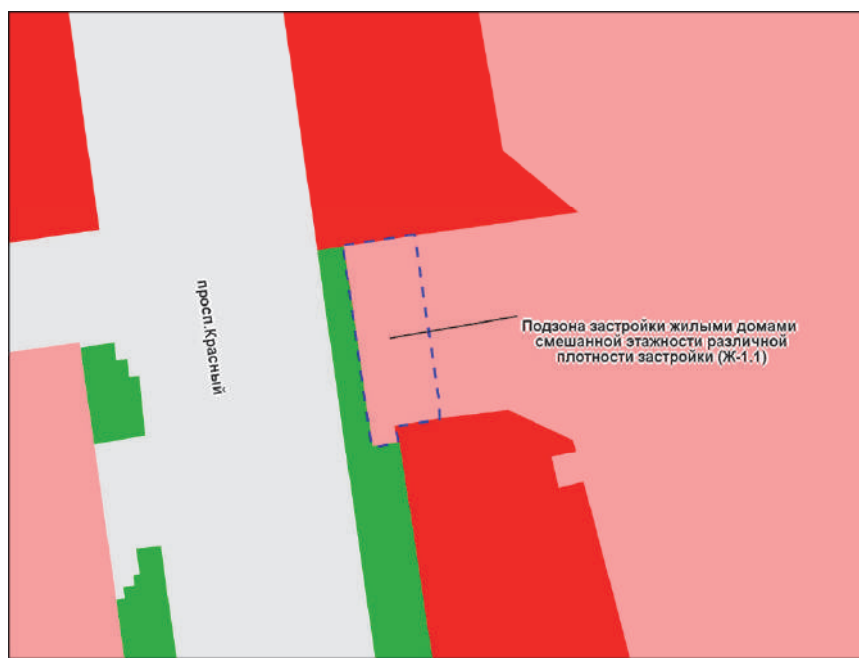 просп.Красный
Подзона застройки жилыми домами
смешанной этажности различной
плотности застройки (Ж-1.1)